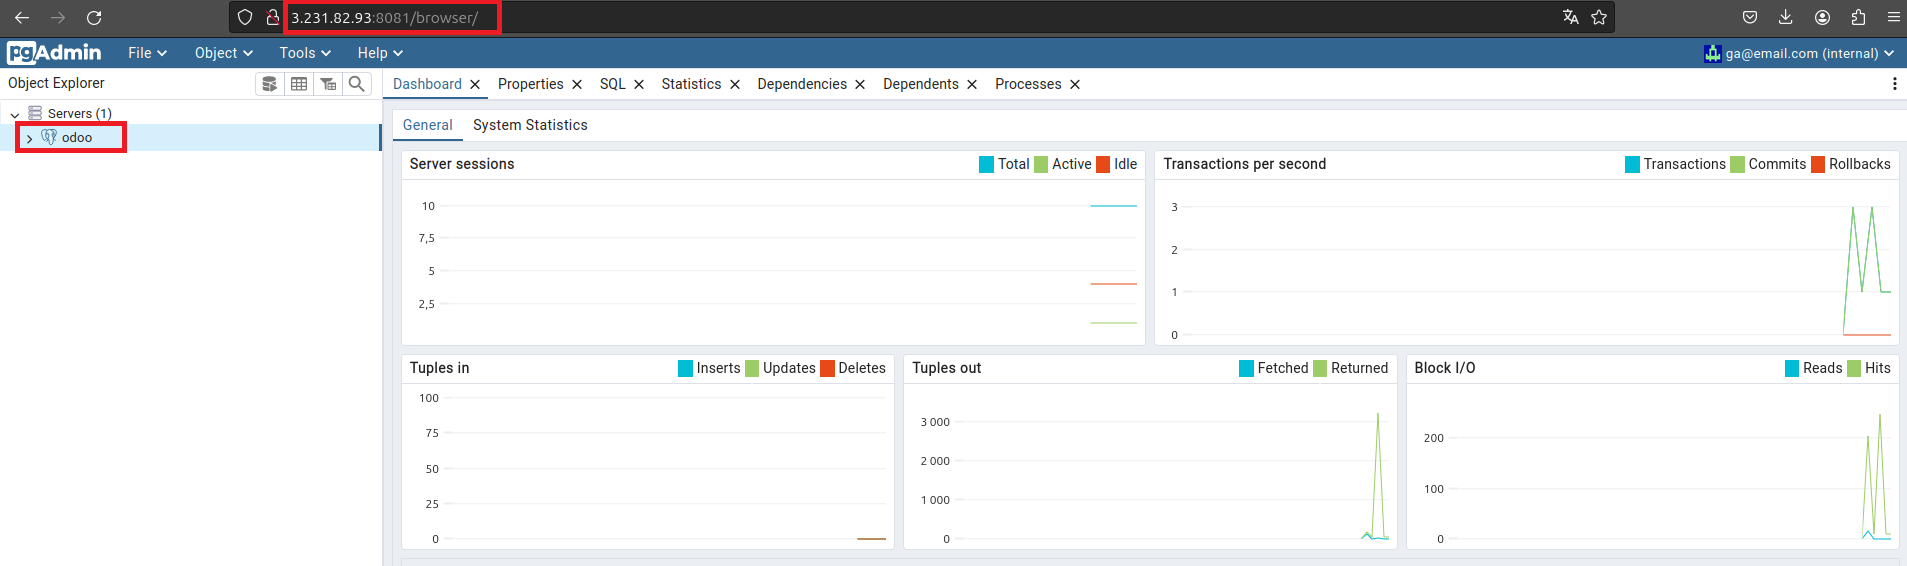 3.231.82.93:8081/browser/
pgAdmin File Object Tools Help ga@email.com (internal)
Object Explorer
Servers (1)
odoo
Dashboard Properties SQL Statistics Dependencies Dependents Processes
General System Statistics
Server sessions Total Active Idle
10
7,5
5
2,5
Transactions per second Transactions Commits Rollbacks
3
2
1
0
Tuples in Inserts Updates Deletes
100
75
50
25
0
Tuples out Fetched Returned
3 000
2 000
1 000
0
Block I/O Reads Hits
200
100
0